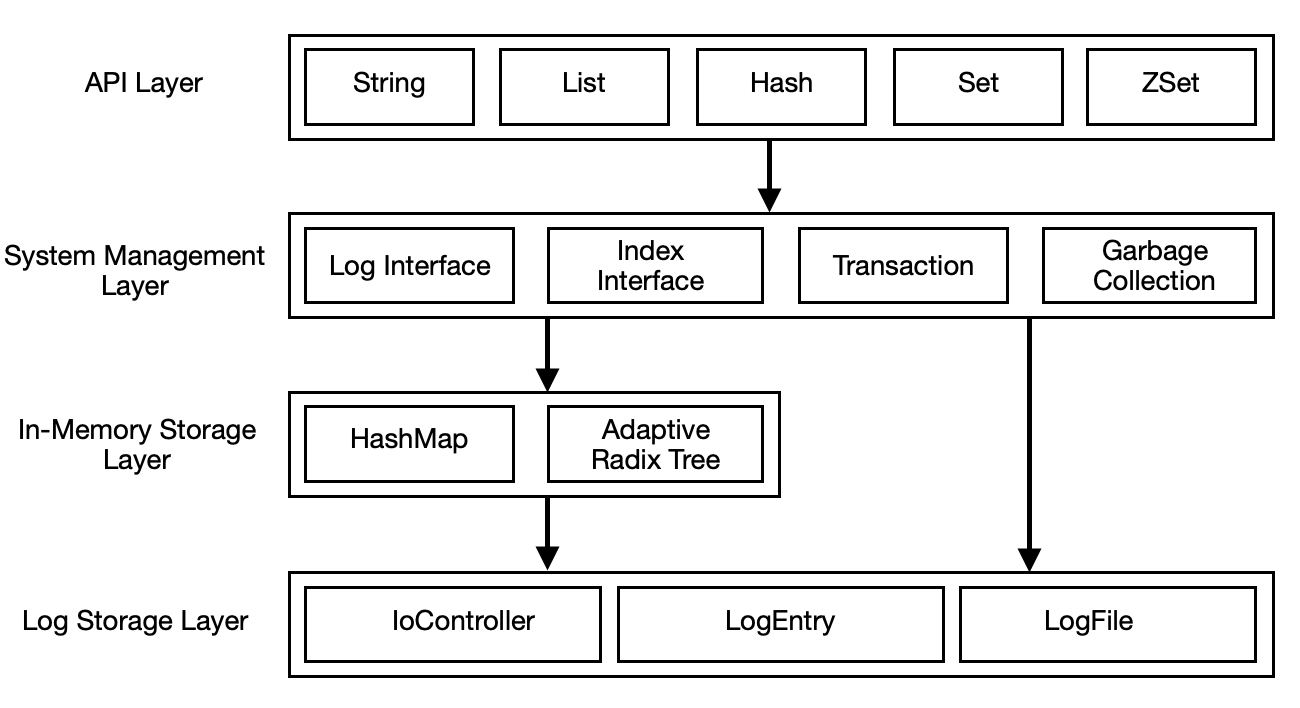 API Layer
String
List
Hash
Set
ZSet
System Management
Layer
Log Interface
Index
Interface
Transaction
Garbage
Collection
In-Memory Storage
Layer
HashMap
Adaptive
Radix Tree
Log Storage Layer
IoController
LogEntry
LogFile